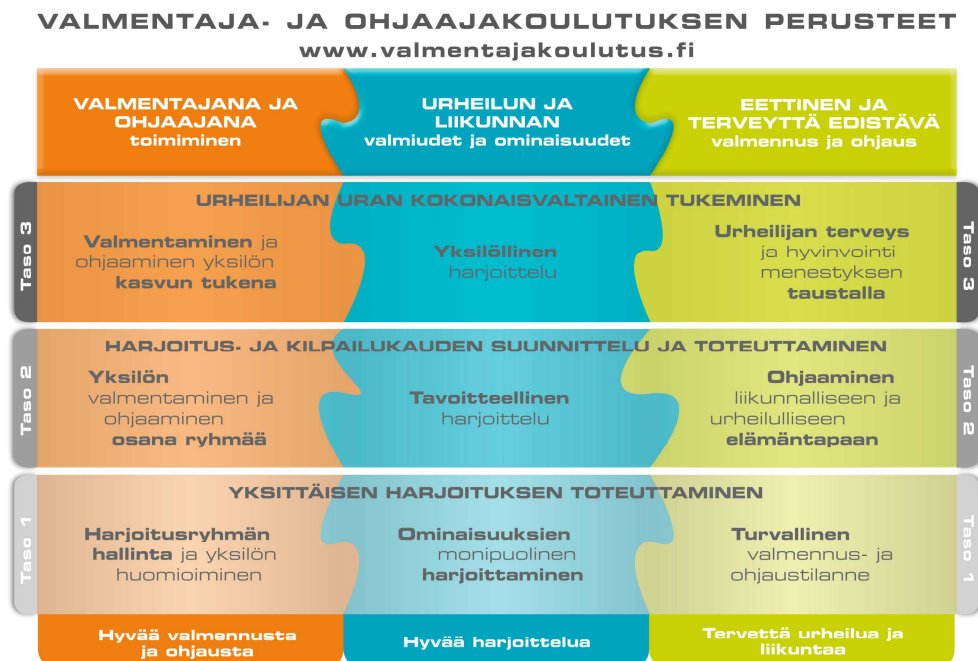 VALMENTAJA- JA OHJAAJAKOULUTUKSEN PERUSTEET
www.valmentajakoulutus.fi
VALMENTAJANA JA
OHJAAJANA
toimiminen
URHEILUN JA
LIIKUNNAN
valmiudet ja ominaisuudet
EETTINEN JA
TERVEYTTÄ EDISTÄVÄ
valmennus ja ohjaus
Taso 3
URHEILIJAN URAN KOKONAISVALTAINEN TUKEMINEN
Valmentaminen ja
ohjaaminen yksilön
kasvun tukena
Yksilöllinen
harjoittelu
Urheilijan terveys
ja hyvinvointi
menestyksen
taustalla
Taso 3
Taso 2
HARJOITUS- JA KILPAILUKAUDEN SUUNNITTELU JA TOTEUTTAMINEN
Yksilön
valmentaminen ja
ohjaaminen
osana ryhmää
Tavoitteellinen
harjoittelu
Ohjaaminen
liikunnalliseen ja
urheilulliseen
elämäntapaan
Taso 2
Taso 1
YKSITTÄISEN HARJOITUKSEN TOTEUTTAMINEN
Harjoitusryhmän
hallinta ja yksilön
huomioiminen
Ominaisuuksien
monipuolinen
harjoittaminen
Turvallinen
valmennus- ja
ohjaustilanne
Taso 1
Hyvää valmennusta
ja ohjausta
Hyvää harjoittelua
Tervettä urheilua ja
liikuntaa